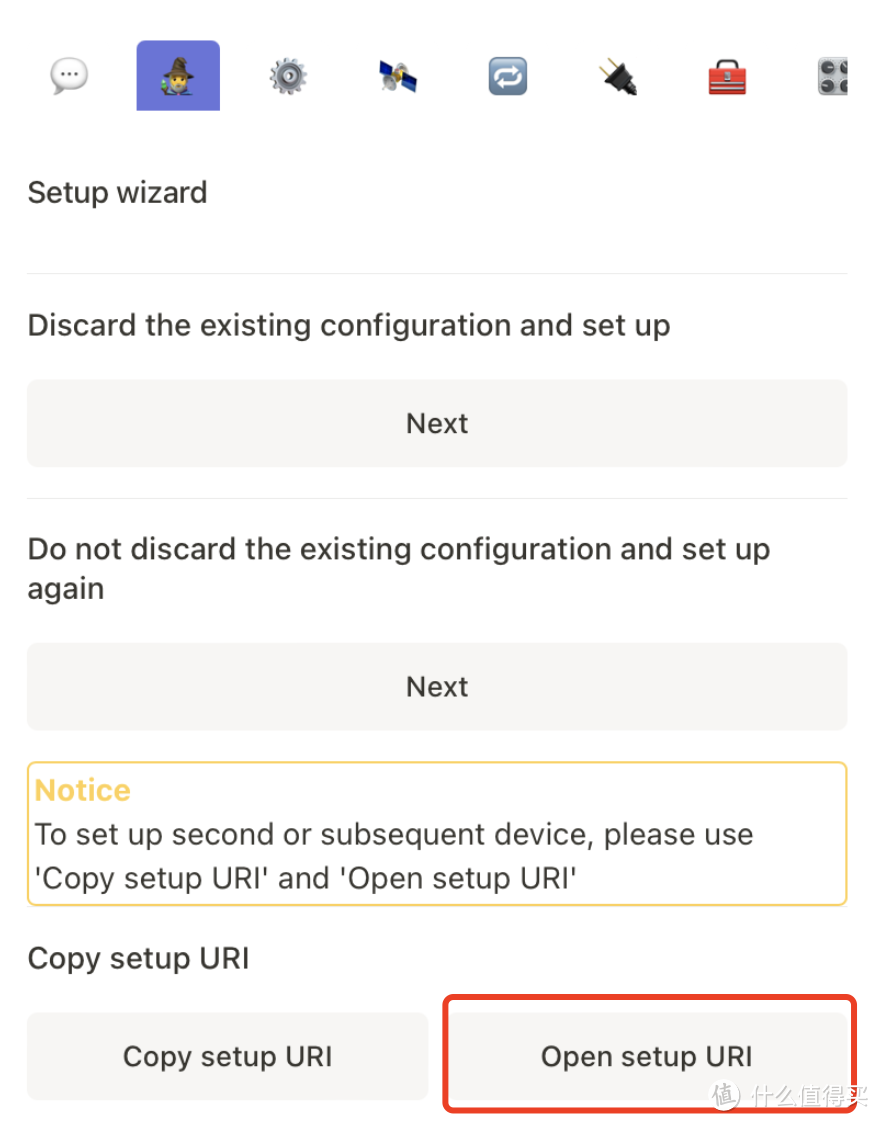 Setup wizard
Discard the existing configuration and set up
Next
Do not discard the existing configuration and set up
again
Next
Notice
To set up second or subsequent device, please use
'Copy setup URI' and 'Open setup URI'
Copy setup URI
Copy setup URI
Open setup URI
值 什么值得买